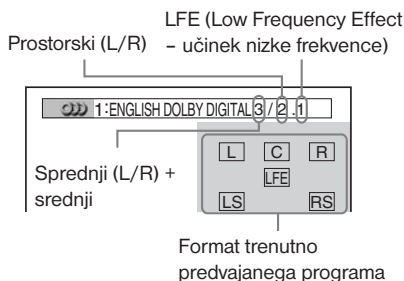 LFE (Low Frequency Effect
– učinek nizke frekvence)
Prostorski (L/R)
1:ENGLISH DOLBY DIGITAL 3 / 2 .1
Sprednji (L/R) +
srednji
L C R
LFE
LS RS
Format trenutno
predvajanega programa